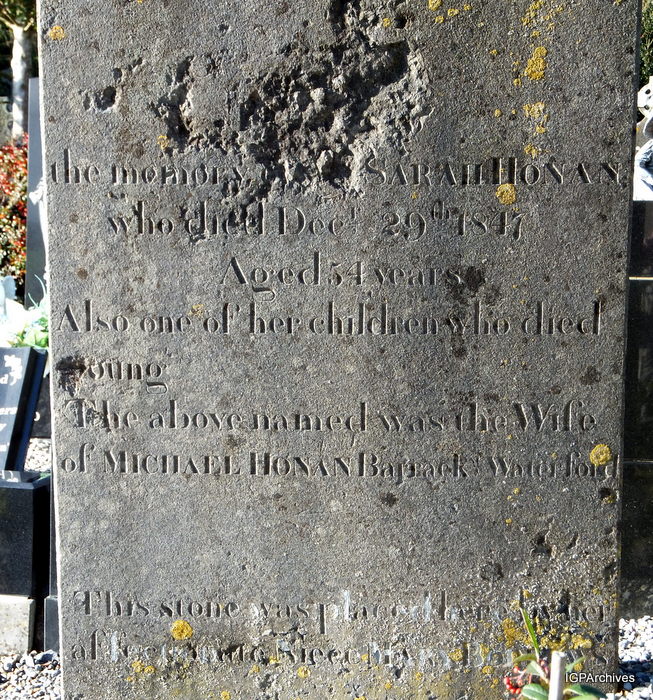 the memory of SARAH HONAN
who died Decr. 29th 1847
Aged 54 years
Also one of her children who died
young
The above named was the Wife
of MICHAEL HONAN Barrack St Waterford
This stone was placed here by her
affectionate Niece MARY
IGPArchives